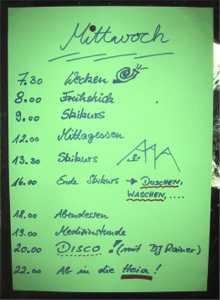 Mittwoch
7.30 Wecken
8.00 Frühstück
9.00 Skikurs
12.00 Mittagessen
13.30 Skikurs
16.00 Ende Skikurs → DUSCHEN,
WASCHEN,....
18.00 Abendessen
19.00 Medizinstunde
20.00 DISCO! (mit DJ Rainer)
22.00 Ab in die Heia!